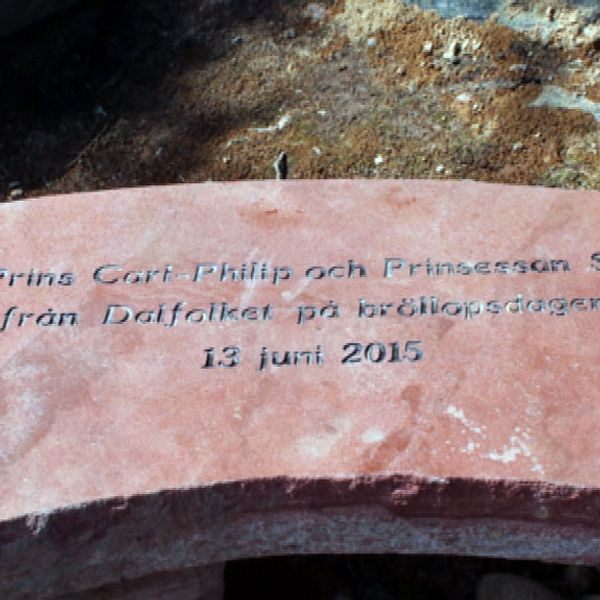 Prins Carl-Philip och Prinsessan S
från Dalfolket på bröllopsdagen
13 juni 2015